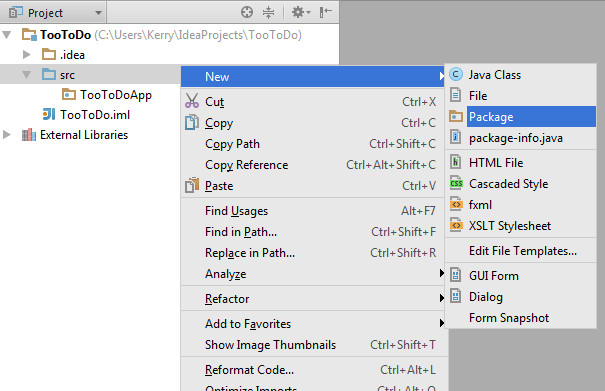 Project
TooToDo (C:\Users\Kerry\IdeaProjects\TooToDo)
.idea
src
TooToDoApp
TooToDo.iml
External Libraries
New
Cut Ctrl+X
Copy Ctrl+C
Copy Path Ctrl+Shift+C
Copy Reference Ctrl+Alt+Shift+C
Paste Ctrl+V
Find Usages Alt+F7
Find in Path... Ctrl+Shift+F
Replace in Path... Ctrl+Shift+R
Analyze
Refactor
Add to Favorites
Show Image Thumbnails Ctrl+Shift+T
Reformat Code... Ctrl+Alt+L
Optimize Imports... Ctrl+Alt+O
Java Class
File
Package
package-info.java
HTML File
CSS Cascaded Style
fxml
XSLT Stylesheet
Edit File Templates...
GUI Form
Dialog
Form Snapshot